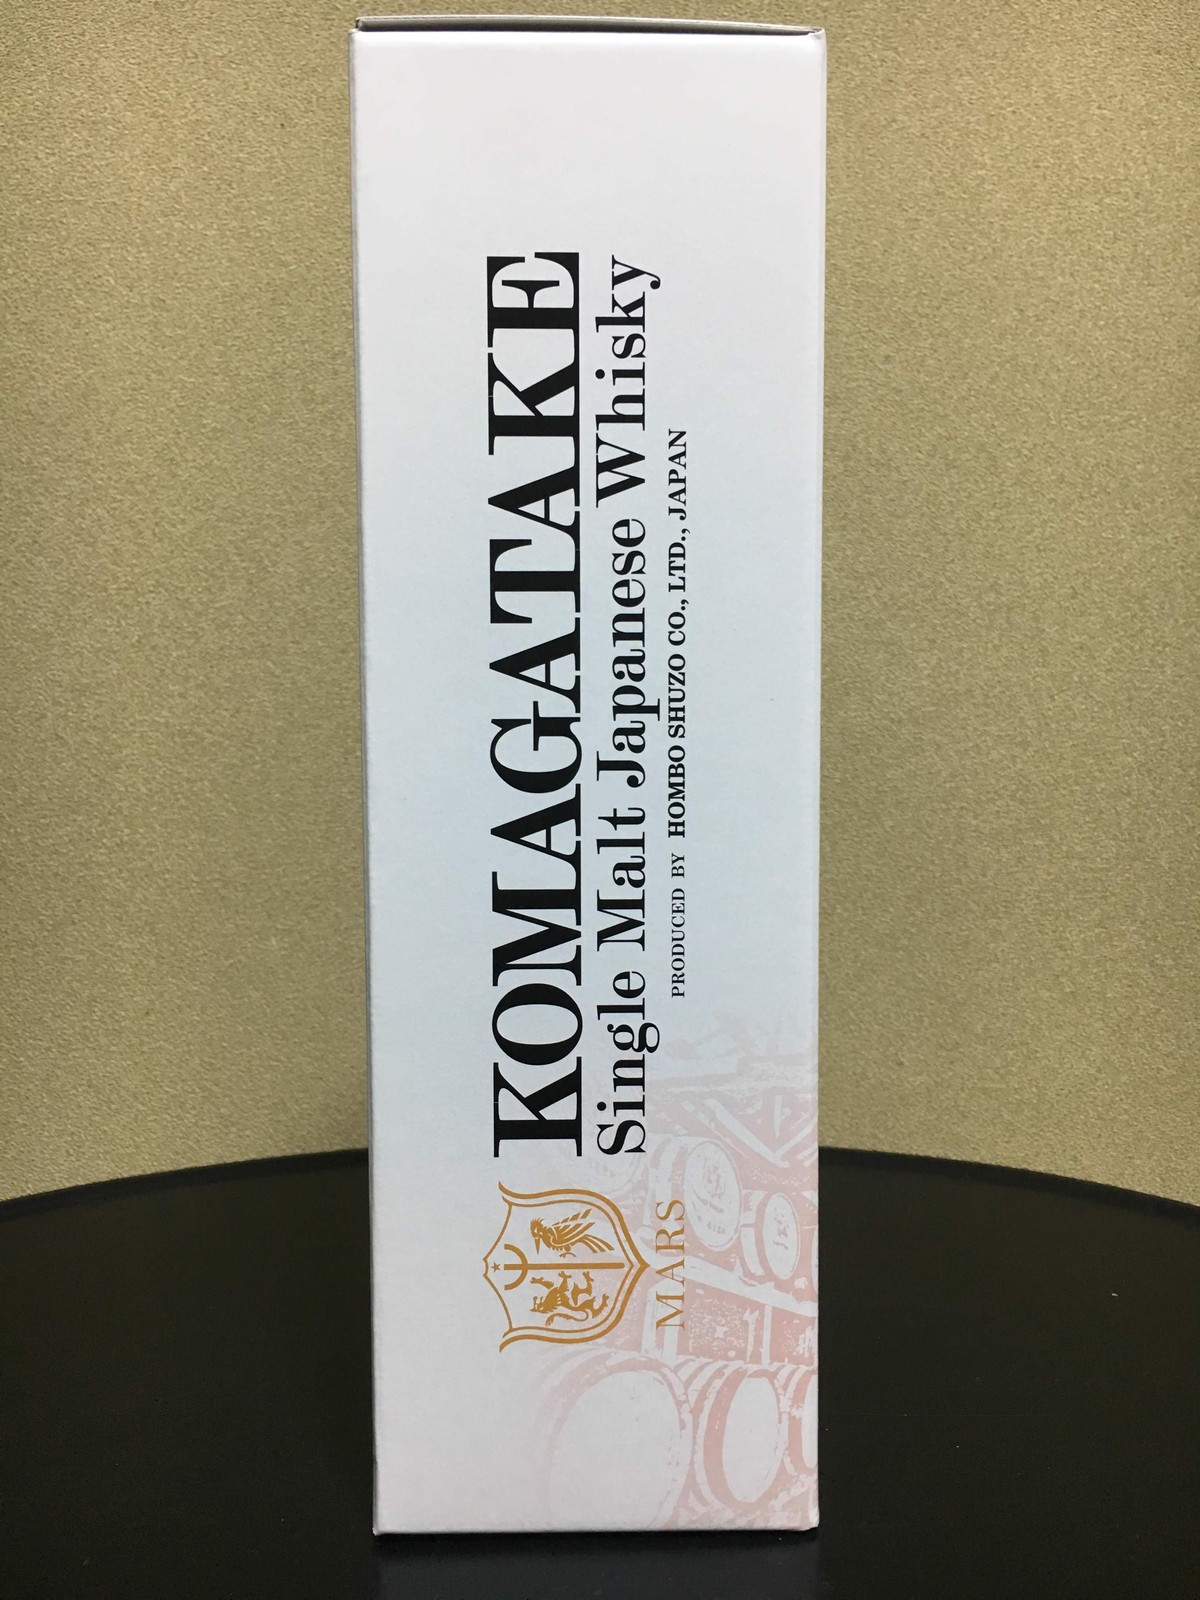 KOMAGATAKE
Single Malt Japanese Whisky
PRODUCED BY HOMBO SHUZO CO., LTD., JAPAN
MARS